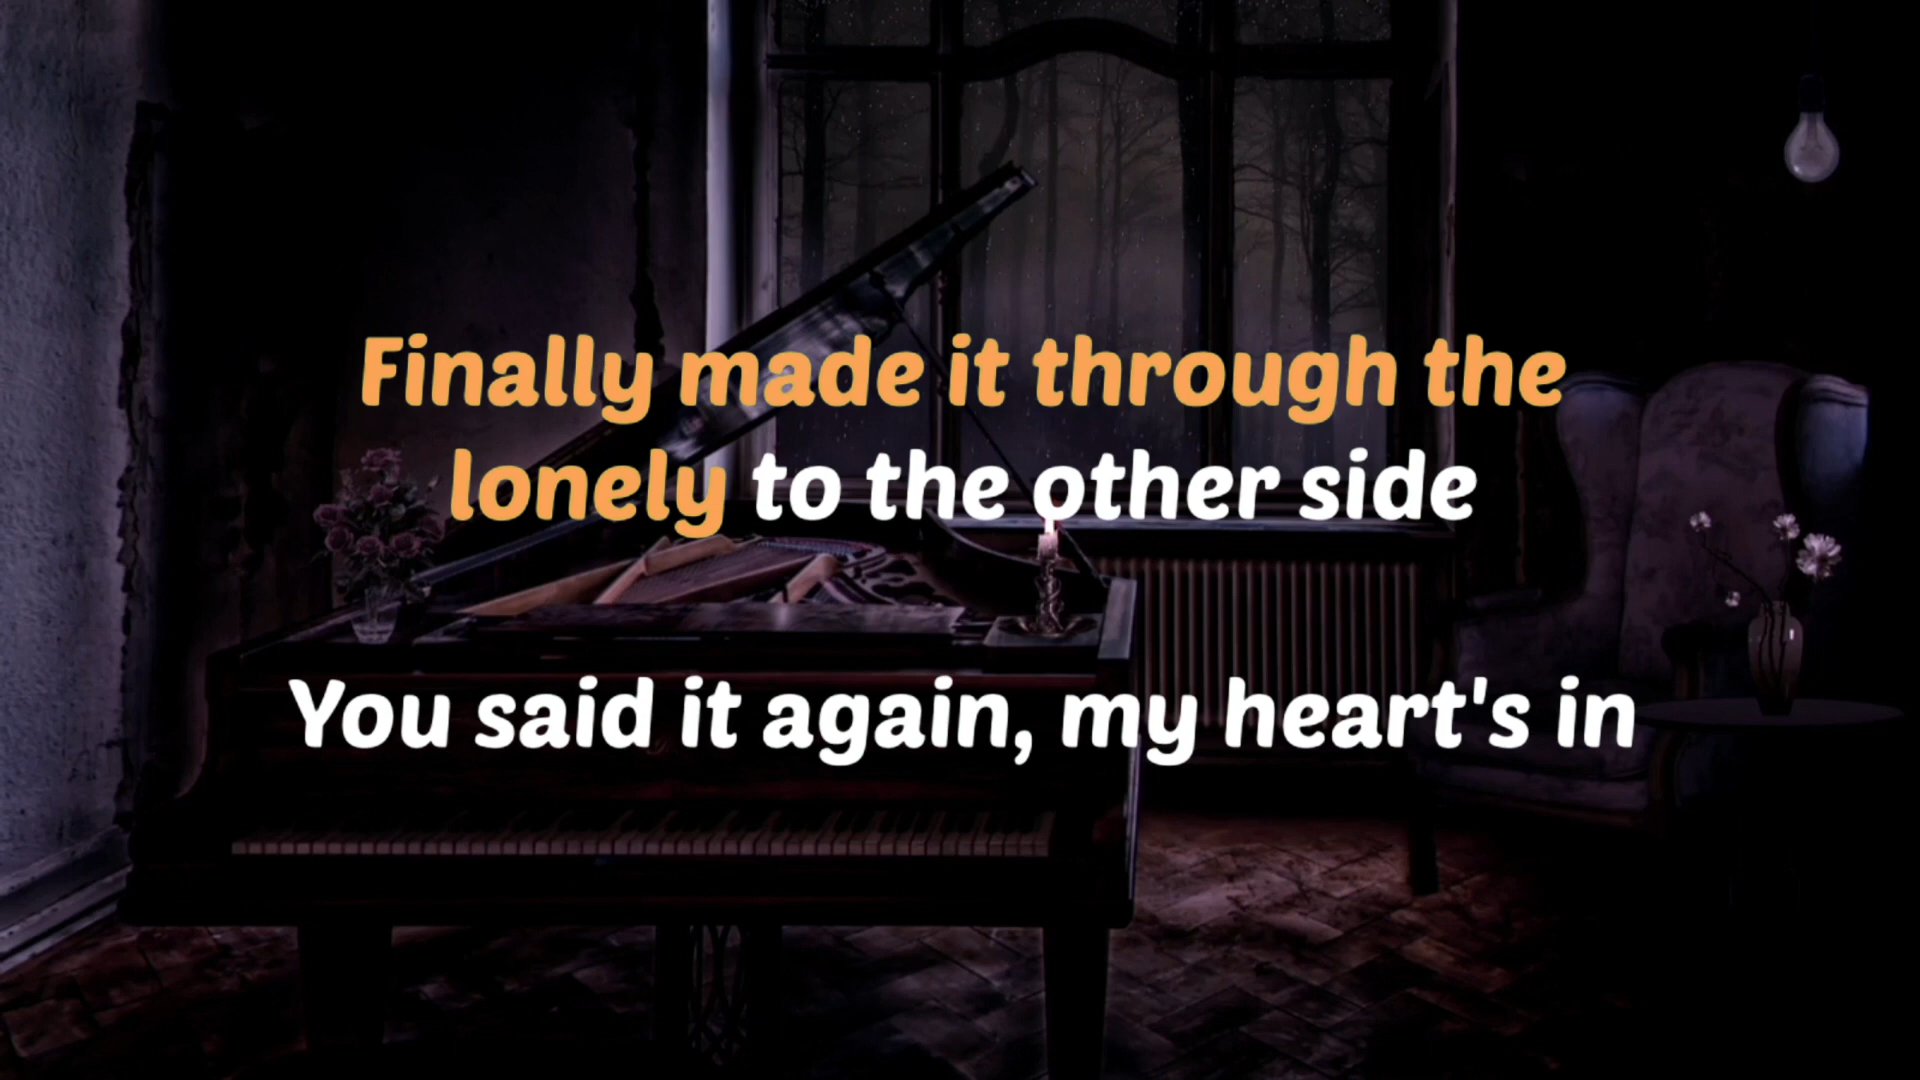 Finally made it through the
lonely to the other side
You said it again, my heart's in